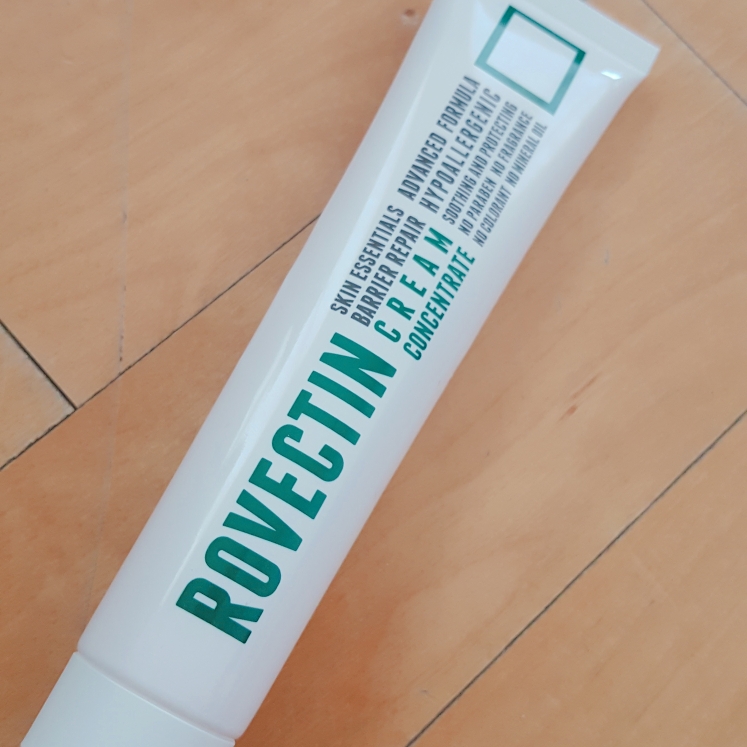 ROVECTIN
SKIN ESSENTIALS
BARRIER REPAIR
CREAM
CONCENTRATE
ADVANCED FORMULA
HYPOALLERGENIC
SOOTHING AND PROTECTING
NO PARABEN NO FRAGRANCE
NO COLORANT NO MINERAL OIL